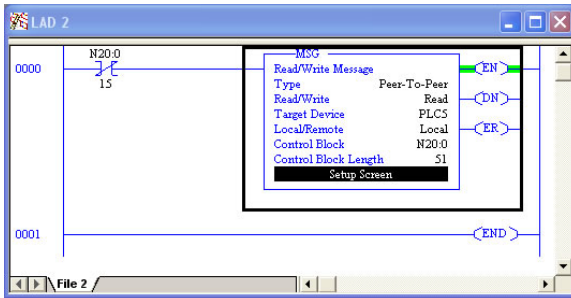 LAD 2
N20:0
0000
15
MSG
Read/Write Message
Type Peer-To-Peer
Read/Write Read
Target Device PLC5
Local/Remote Local
Control Block N20:0
Control Block Length 51
Setup Screen
EN
DN
ER
0001
END
File 2